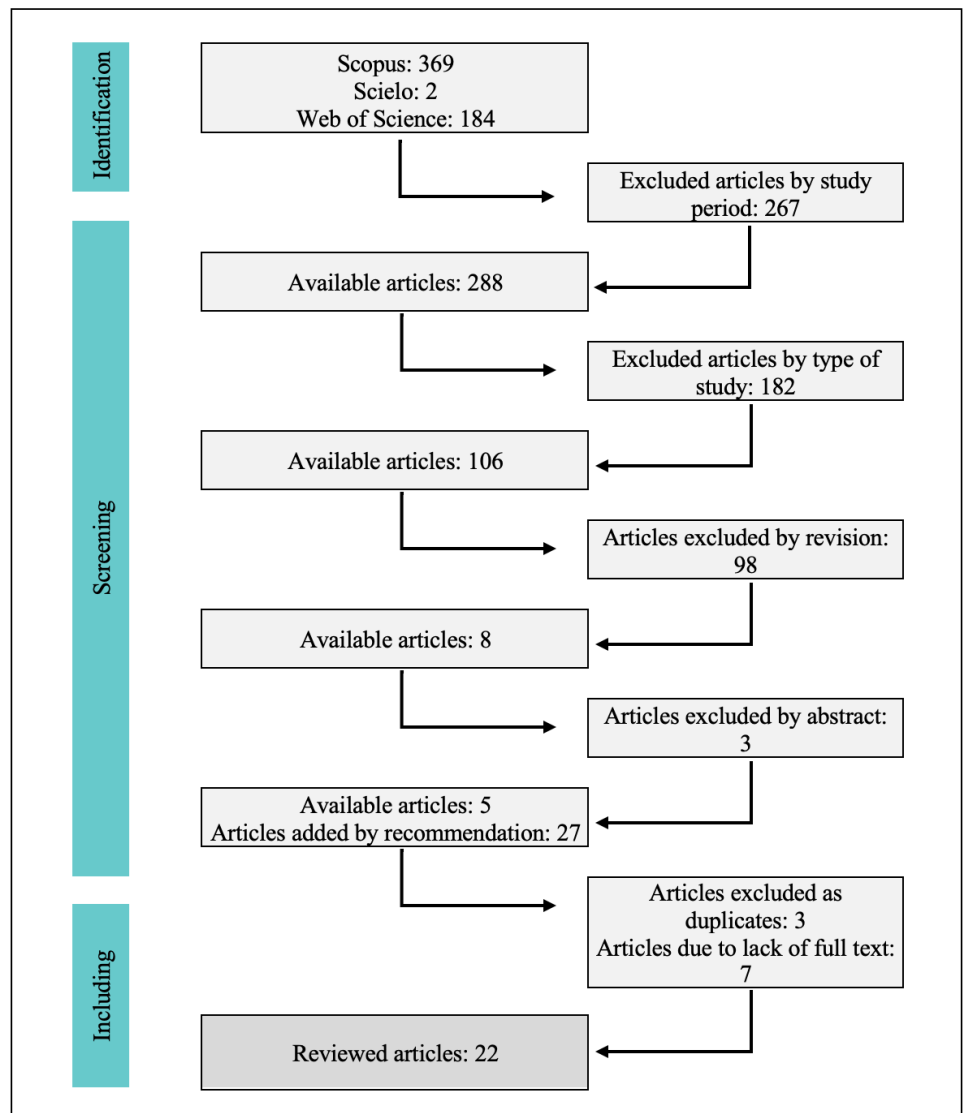 Identification
Scopus: 369
Scielo: 2
Web of Science: 184
Excluded articles by study
period: 267
Screening
Available articles: 288
Excluded articles by type of
study: 182
Available articles: 106
Articles excluded by revision:
98
Available articles: 8
Articles excluded by abstract:
3
Available articles: 5
Articles added by recommendation: 27
Including
Articles excluded as
duplicates: 3
Articles due to lack of full text:
7
Reviewed articles: 22